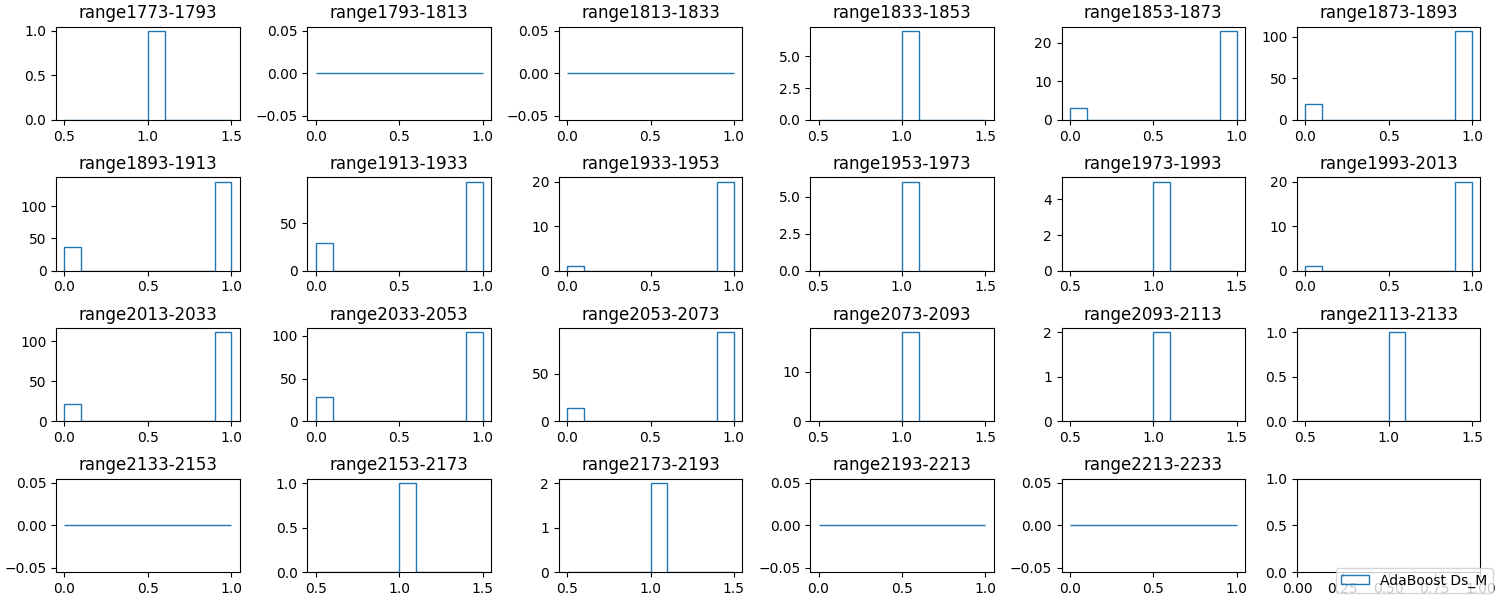 range1773-1793 range1793-1813 range1813-1833 range1833-1853 range1853-1873 range1873-1893
1.0 0.05 0.05 5.0 20 100
0.5 0.00 0.00 2.5 10 50
0.0 −0.05 −0.05 0.0 0 0
0.5 1.0 1.5 0.0 0.5 1.0 0.0 0.5 1.0 0.5 1.0 1.5 0.0 0.5 1.0 0.0 0.5 1.0
range1893-1913 range1913-1933 range1933-1953 range1953-1973 range1973-1993 range1993-2013
100 50 20 5.0 4 20
50 0 10 2.5 2 10
0 0 0.0 0 0
0.0 0.5 1.0 0.0 0.5 1.0 0.0 0.5 1.0 0.5 1.0 1.5 0.5 1.0 1.5 0.0 0.5 1.0
range2013-2033 range2033-2053 range2053-2073 range2073-2093 range2093-2113 range2113-2133
100 100 50 10 2 1.0
50 50 0 0 1 0.5
0 0 0 0.0
0.0 0.5 1.0 0.0 0.5 1.0 0.0 0.5 1.0 0.5 1.0 1.5 0.5 1.0 1.5 0.5 1.0 1.5
range2133-2153 range2153-2173 range2173-2193 range2193-2213 range2213-2233
0.05 1.0 2 0.05 0.05 1.0
0.00 0.5 1 0.00 0.00 0.5
−0.05 0.0 0 −0.05 −0.05 0.0
0.0 0.5 1.0 0.5 1.0 1.5 0.5 1.0 1.5 0.0 0.5 1.0 0.0 0.5 1.0 0.00 0.25 0.50 0.75 1.00
AdaBoost Ds_M